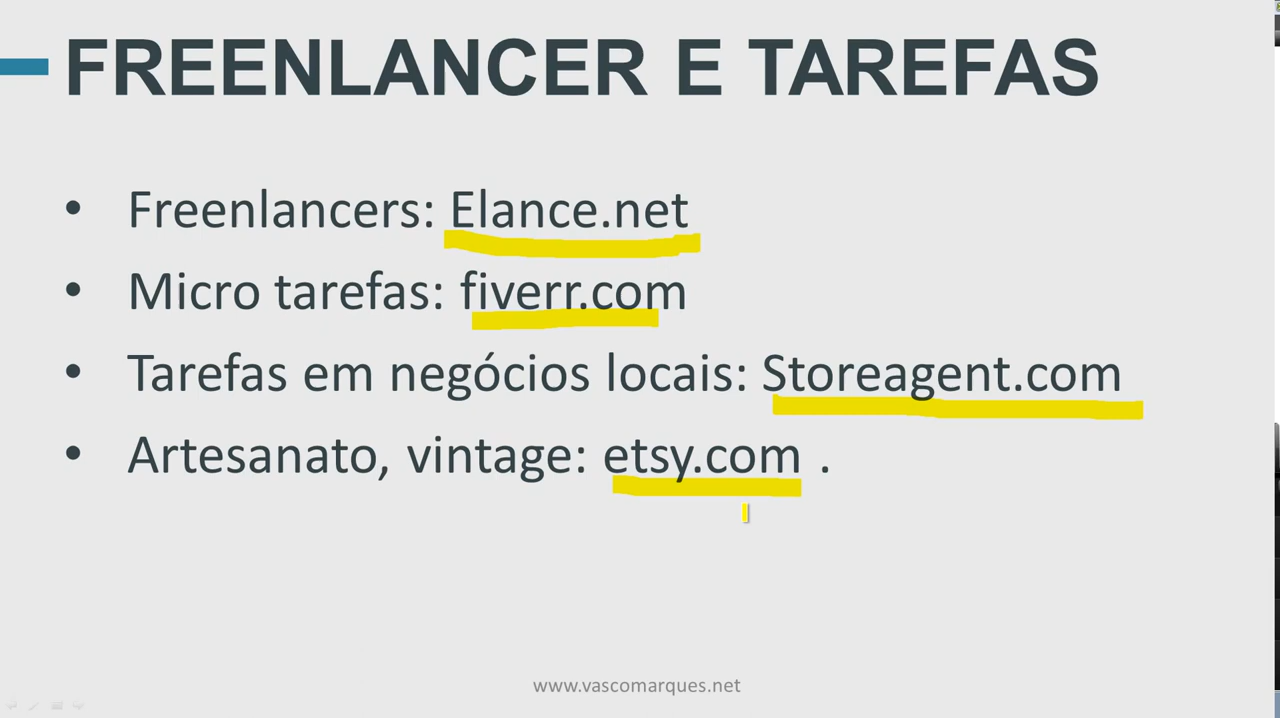 FREENLANCER E TAREFAS
• Freenlancers: Elance.net
• Micro tarefas: fiverr.com
• Tarefas em negócios locais: Storeagent.com
• Artesanato, vintage: etsy.com .
www.vascomarques.net